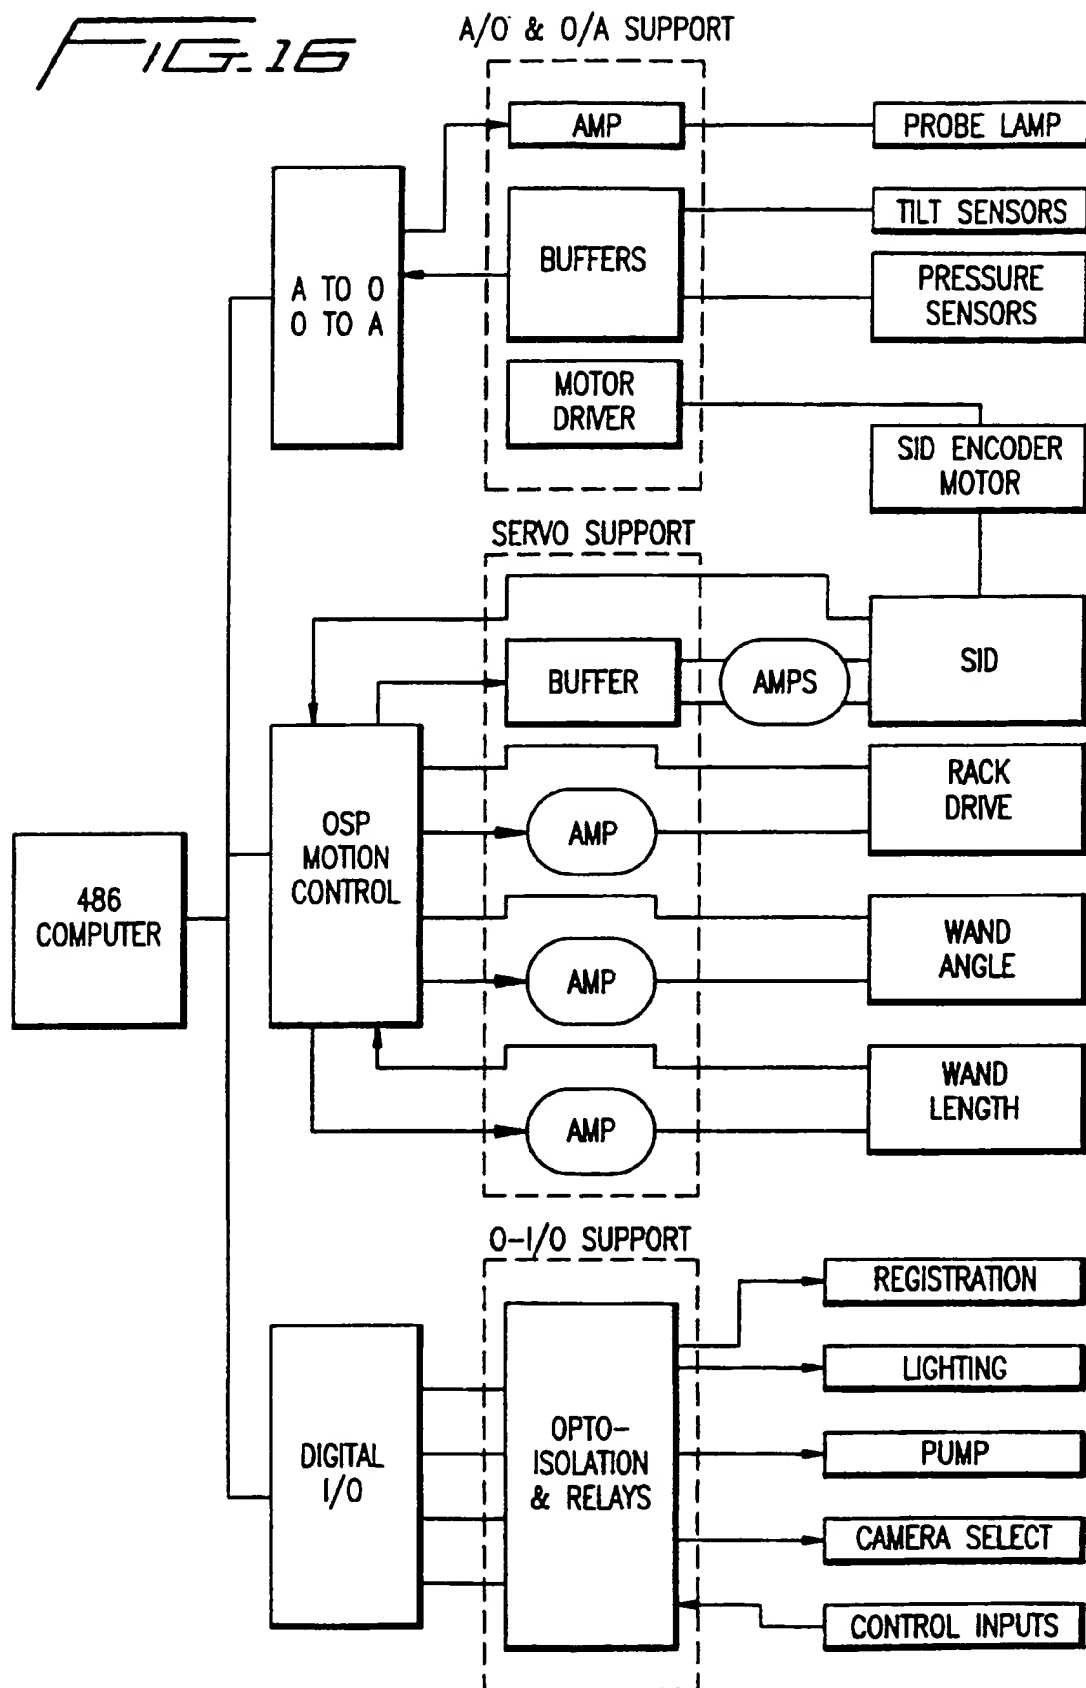 FIG. 16
A/O & O/A SUPPORT
AMP
PROBE LAMP
A TO O
O TO A
BUFFERS
TILT SENSORS
PRESSURE
SENSORS
MOTOR
DRIVER
SID ENCODER
MOTOR
SERVO SUPPORT
BUFFER
AMPS
SID
486
COMPUTER
OSP
MOTION
CONTROL
RACK
DRIVE
AMP
WAND
ANGLE
AMP
WAND
LENGTH
AMP
O-I/O SUPPORT
DIGITAL
I/O
OPTO-
ISOLATION
& RELAYS
REGISTRATION
LIGHTING
PUMP
CAMERA SELECT
CONTROL INPUTS